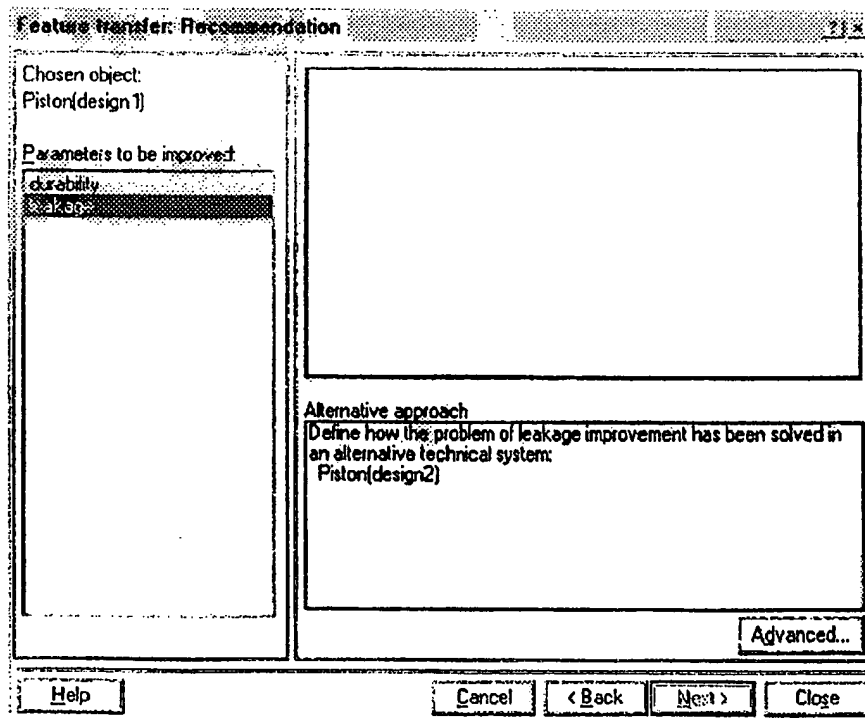 Feature transfer: Recommendation
? | ×
Chosen object:
Piston(design1)
Parameters to be improved:
durability
leakage
Alternative approach
Define how the problem of leakage improvement has been solved in
an alternative technical system:
Piston(design2)
Advanced...
Help
Cancel
< Back
Next >
Close